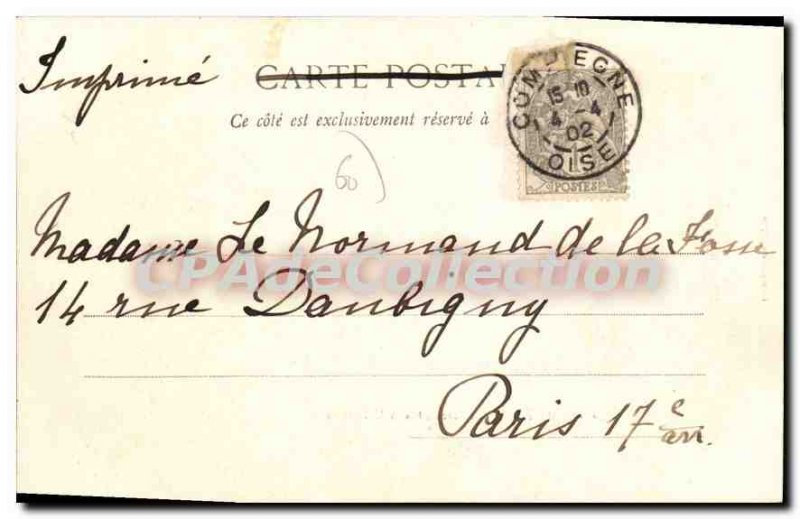 Imprimé
CARTE POSTA
Ce côté est exclusivement réservé à
COMPIEGNE
15 10
4 -4
02
OISE
POSTES
60
Madame Le Normand de la Fosse
CPAdeCollection
14 rue Daubigny
Paris 17e arr.